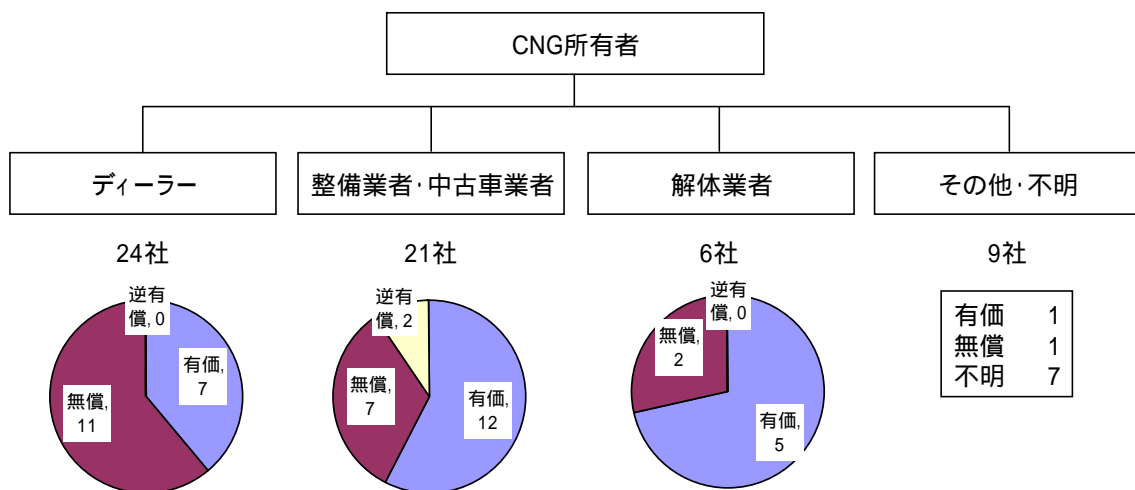 CNG所有者
ディーラー
整備業者・中古車業者
解体業者
その他・不明
24社
21社
6社
9社
逆有
償, 0
有価,
7
無償,
11
逆有
償, 2
無償,
7
有価,
12
逆有
償, 0
無償,
2
有価,
5
有価 1
無償 1
不明 7